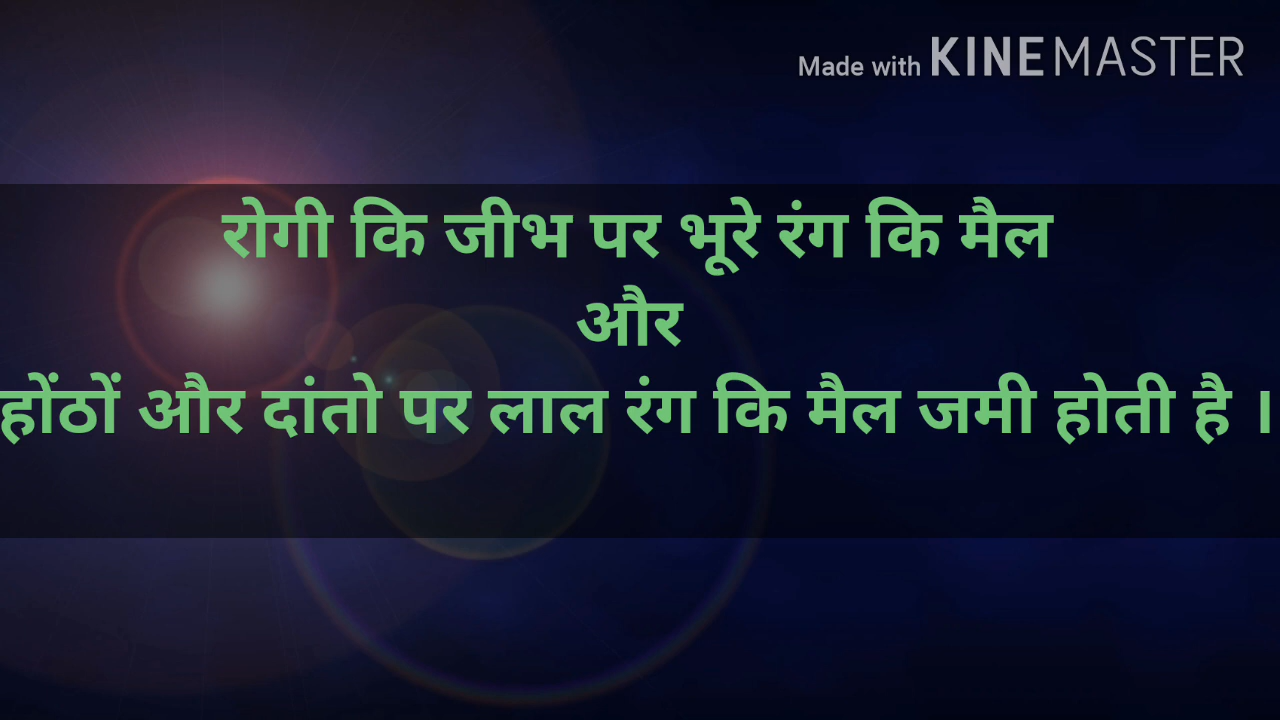 Made with KINEMASTER
रोगी कि जीभ पर भूरे रंग कि मैल
और
होंठों और दांतो पर लाल रंग कि मैल जमी होती है ।